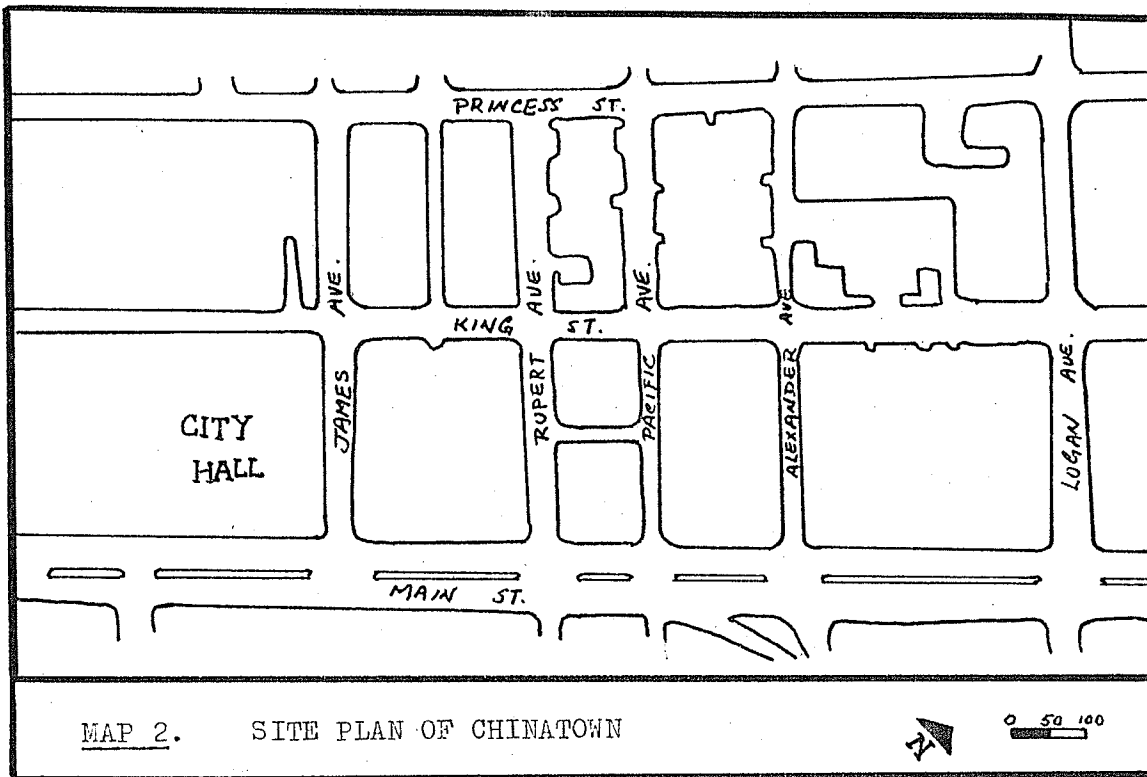 PRINCESS ST.
AVE.
AVE.
AVE.
AVE
KING ST.
JAMES
RUPERT
PACIFIC
ALEXANDER
LOGAN AVE.
CITY
HALL
MAIN ST.
MAP 2. SITE PLAN OF CHINATOWN
N
0 50 100